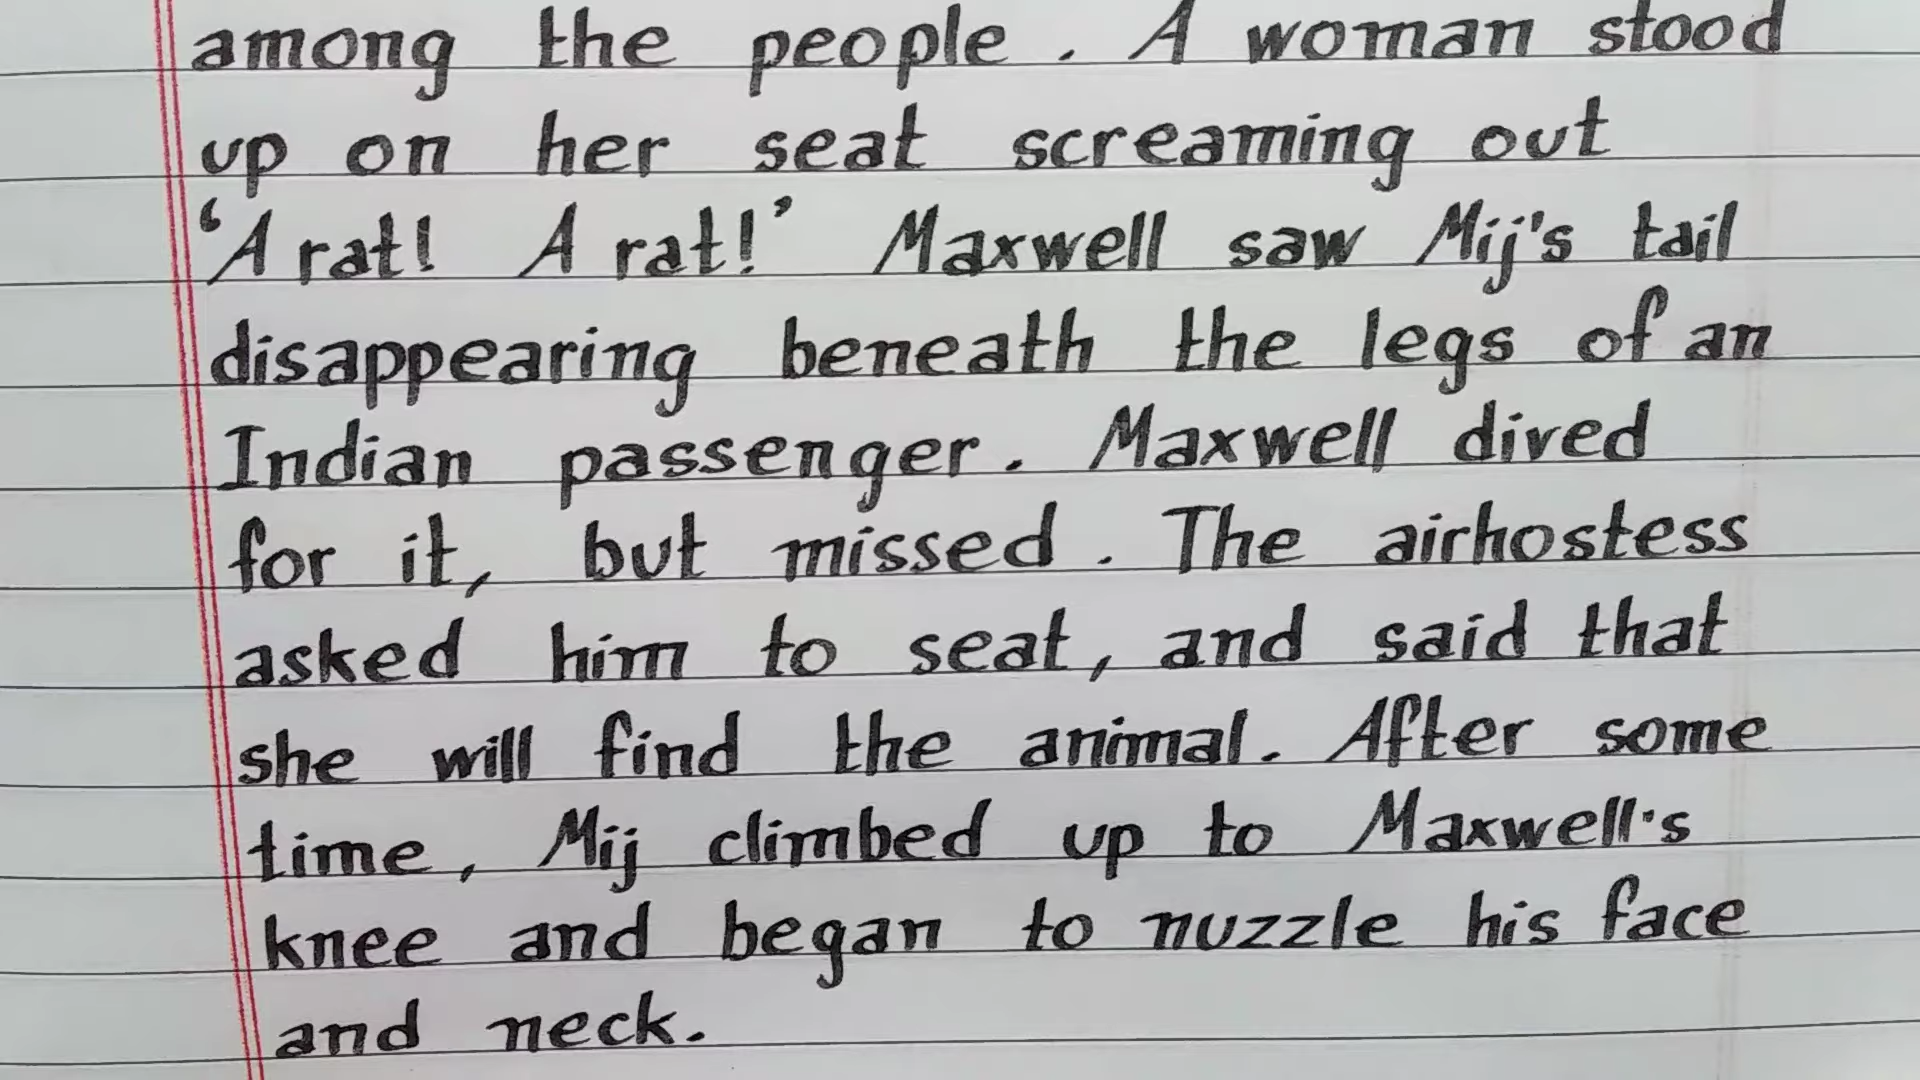 among the people. A woman stood
up on her seat screaming out
‘A rat! A rat!’ Maxwell saw Mij's tail
disappearing beneath the legs of an
Indian passenger. Maxwell dived
for it, but missed. The airhostess
asked him to seat, and said that
she will find the animal. After some
time, Mij climbed up to Maxwell's
knee and began to nuzzle his face
and neck.